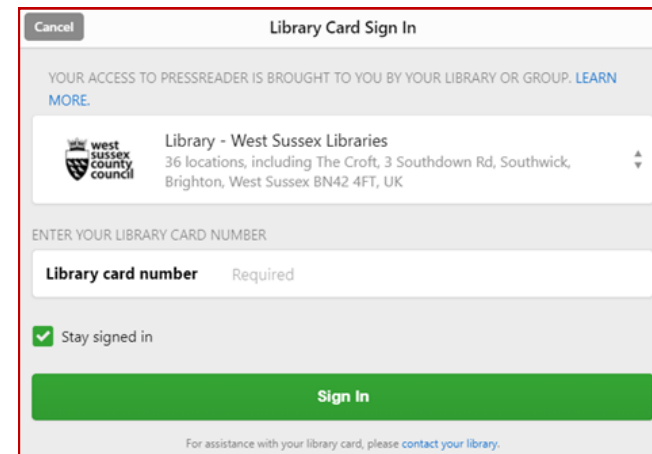 Cancel
Library Card Sign In
YOUR ACCESS TO PRESSREADER IS BROUGHT TO YOU BY YOUR LIBRARY OR GROUP. LEARN
MORE.
west
sussex
county
council
Library - West Sussex Libraries
36 locations, including The Croft, 3 Southdown Rd, Southwick,
Brighton, West Sussex BN42 4FT, UK
ENTER YOUR LIBRARY CARD NUMBER
Library card number Required
Stay signed in
Sign In
For assistance with your library card, please contact your library.